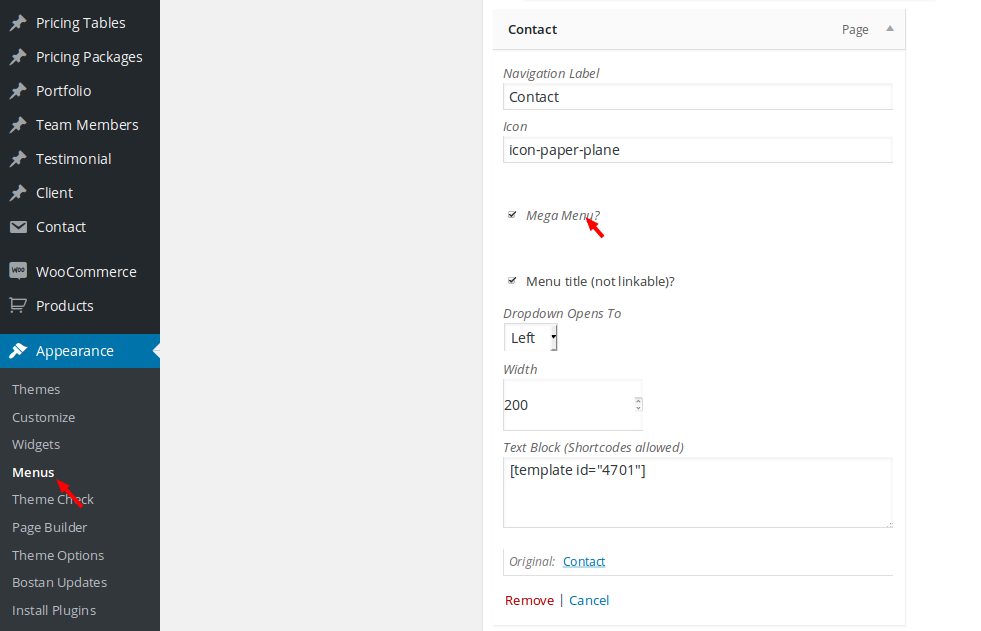 Pricing Tables
Pricing Packages
Portfolio
Team Members
Testimonial
Client
Contact
WOO
WooCommerce
Products
Appearance
Themes
Customize
Widgets
Menus
Theme Check
Page Builder
Theme Options
Bostan Updates
Install Plugins
Contact Page
Navigation Label
Contact
Icon
icon-paper-plane
Mega Menu?
Menu title (not linkable)?
Dropdown Opens To
Left
Width
200
Text Block (Shortcodes allowed)
[template id="4701"]
Original: Contact
Remove | Cancel